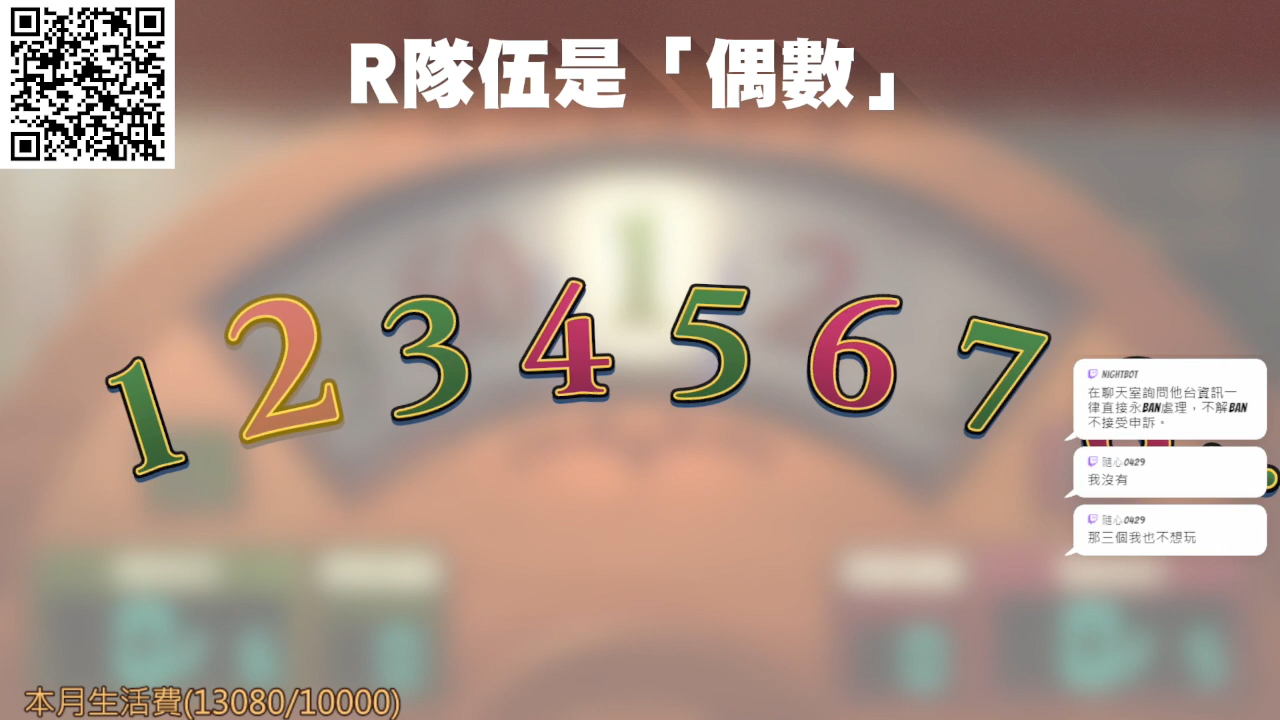 R隊伍是「偶數」
1 2 3 4 5 6 7
NIGHTBOT
在聊天室詢問他台資訊一
律直接永BAN處理，不解BAN
不接受申訴。
隨心0429
我沒有
隨心0429
那三個我也不想玩
本月生活費(13080/10000)